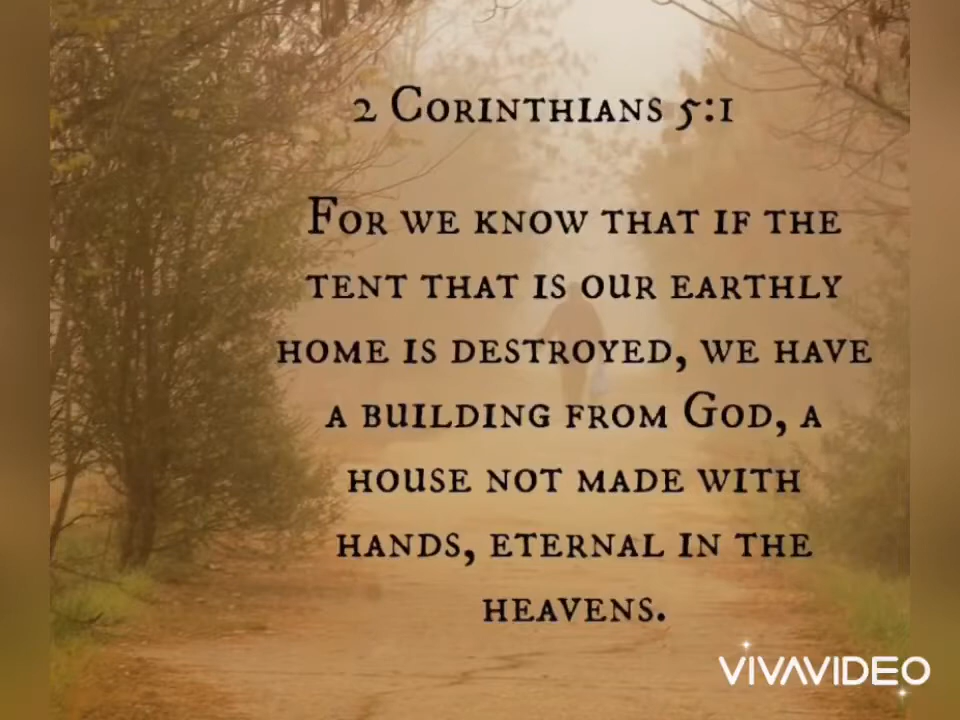 2 Corinthians 5:1
For we know that if the
tent that is our earthly
home is destroyed, we have
a building from God, a
house not made with
hands, eternal in the
heavens.
VIVAVIDEO